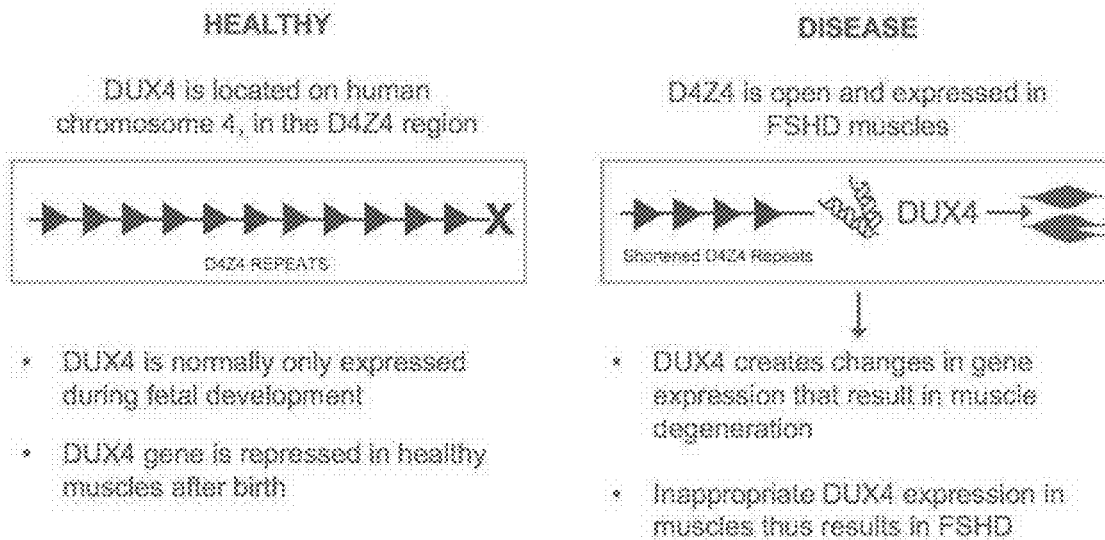 HEALTHY
DUX4 is located on human
chromosome 4, in the D4Z4 region
X
D4Z4 REPEATS
• DUX4 is normally only expressed
during fetal development
• DUX4 gene is repressed in healthy
muscles after birth
DISEASE
D4Z4 is open and expressed in
FSHD muscles
DUX4
Shortened D4Z4 Repeats
• DUX4 creates changes in gene
expression that result in muscle
degeneration
• Inappropriate DUX4 expression in
muscles thus results in FSHD